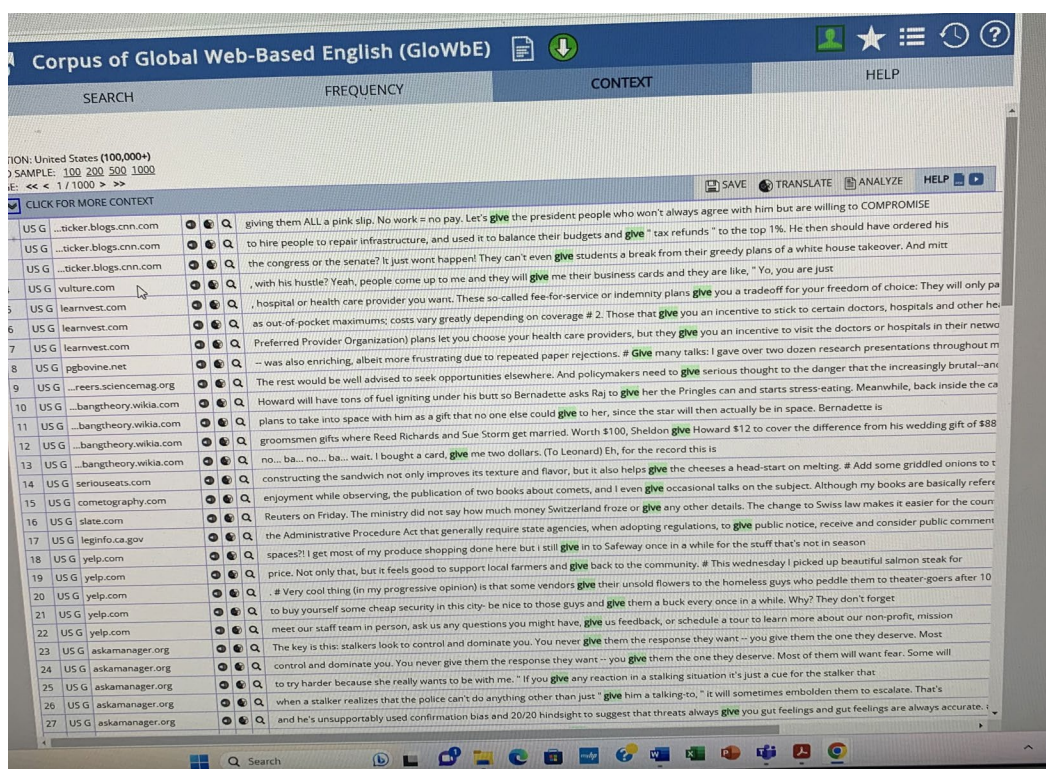 Corpus of Global Web-Based English (GloWbE)
SEARCH FREQUENCY CONTEXT HELP
TION: United States (100,000+)
SAMPLE: 100 200 500 1000
E: << < 1 / 1000 > >>
SAVE TRANSLATE ANALYZE HELP
CLICK FOR MORE CONTEXT
US G ...ticker.blogs.cnn.com giving them ALL a pink slip. No work = no pay. Let's give the president people who won't always agree with him but are willing to COMPROMISE
US G ...ticker.blogs.cnn.com to hire people to repair infrastructure, and used it to balance their budgets and give " tax refunds " to the top 1%. He then should have ordered his
US G ...ticker.blogs.cnn.com the congress or the senate? It just wont happen! They can't even give students a break from their greedy plans of a white house takeover. And mitt
US G vulture.com , with his hustle? Yeah, people come up to me and they will give me their business cards and they are like, " Yo, you are just
US G learnvest.com , hospital or health care provider you want. These so-called fee-for-service or indemnity plans give you a tradeoff for your freedom of choice: They will only pa
6 US G learnvest.com as out-of-pocket maximums; costs vary greatly depending on coverage # 2. Those that give you an incentive to stick to certain doctors, hospitals and other hea
7 US G learnvest.com Preferred Provider Organization) plans let you choose your health care providers, but they give you an incentive to visit the doctors or hospitals in their netwo
8 US G pgbovine.net -- was also enriching, albeit more frustrating due to repeated paper rejections. # Give many talks: I gave over two dozen research presentations throughout m
9 US G ...reers.sciencemag.org The rest would be well advised to seek opportunities elsewhere. And policymakers need to give serious thought to the danger that the increasingly brutal--and
10 US G ...bangtheory.wikia.com Howard will have tons of fuel igniting under his butt so Bernadette asks Raj to give her the Pringles can and starts stress-eating. Meanwhile, back inside the ca
11 US G ...bangtheory.wikia.com plans to take into space with him as a gift that no one else could give to her, since the star will then actually be in space. Bernadette is
12 US G ...bangtheory.wikia.com groomsmen gifts where Reed Richards and Sue Storm get married. Worth $100, Sheldon give Howard $12 to cover the difference from his wedding gift of $88
13 US G ...bangtheory.wikia.com no... ba... no... ba... wait. I bought a card, give me two dollars. (To Leonard) Eh, for the record this is
14 US G seriouseats.com constructing the sandwich not only improves its texture and flavor, but it also helps give the cheeses a head-start on melting. # Add some griddled onions to t
15 US G cometography.com enjoyment while observing, the publication of two books about comets, and I even give occasional talks on the subject. Although my books are basically refere
16 US G slate.com Reuters on Friday. The ministry did not say how much money Switzerland froze or give any other details. The change to Swiss law makes it easier for the coun
17 US G leginfo.ca.gov the Administrative Procedure Act that generally require state agencies, when adopting regulations, to give public notice, receive and consider public comment
18 US G yelp.com spaces?! I get most of my produce shopping done here but i still give in to Safeway once in a while for the stuff that's not in season
19 US G yelp.com price. Not only that, but it feels good to support local farmers and give back to the community. # This wednesday I picked up beautiful salmon steak for
20 US G yelp.com . # Very cool thing (in my progressive opinion) is that some vendors give their unsold flowers to the homeless guys who peddle them to theater-goers after 10
21 US G yelp.com to buy yourself some cheap security in this city- be nice to those guys and give them a buck every once in a while. Why? They don't forget
22 US G yelp.com meet our staff team in person, ask us any questions you might have, give us feedback, or schedule a tour to learn more about our non-profit, mission
23 US G askamanager.org The key is this: stalkers look to control and dominate you. You never give them the response they want -- you give them the one they deserve. Most
24 US G askamanager.org control and dominate you. You never give them the response they want -- you give them the one they deserve. Most of them will want fear. Some will
25 US G askamanager.org to try harder because she really wants to be with me. " If you give any reaction in a stalking situation it's just a cue for the stalker that
26 US G askamanager.org when a stalker realizes that the police can't do anything other than just " give him a talking-to, " it will sometimes embolden them to escalate. That's
27 US G askamanager.org and he's unsupportably used confirmation bias and 20/20 hindsight to suggest that threats always give you gut feelings and gut feelings are always accurate.
Search